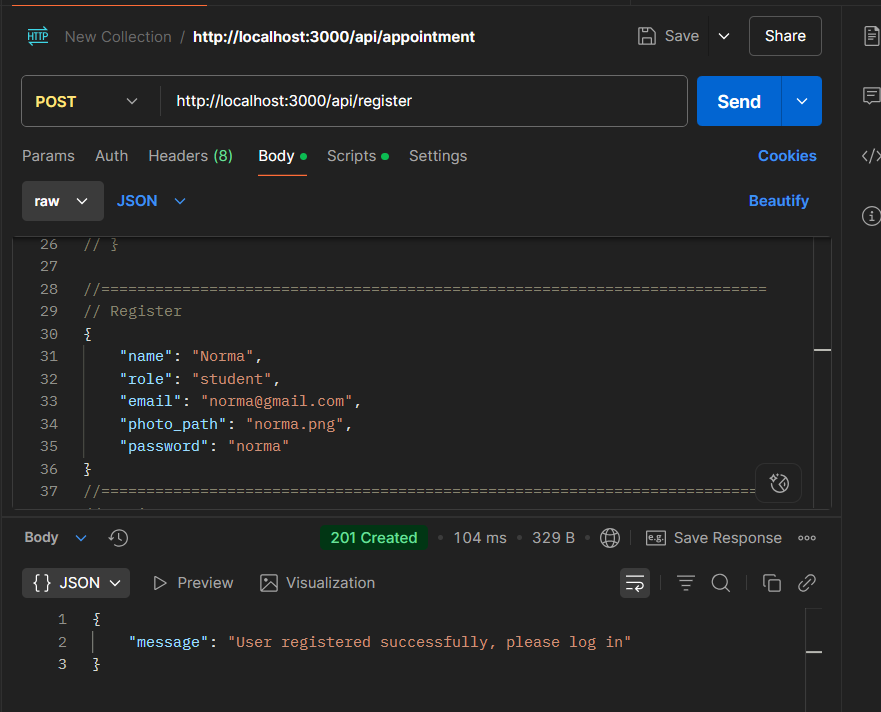 HTTP New Collection / http://localhost:3000/api/appointment Save Share
POST http://localhost:3000/api/register Send
Params Auth Headers (8) Body Scripts Settings Cookies
raw JSON Beautify
26 // }
27
28 //==========================================================================
29 // Register
30 {
31 "name": "Norma",
32 "role": "student",
33 "email": "norma@gmail.com",
34 "photo_path": "norma.png",
35 "password": "norma"
36 }
37 //==========================================================================
Body 201 Created • 104 ms • 329 B • e.g. Save Response
{} JSON Preview Visualization
1 {
2 "message": "User registered successfully, please log in"
3 }